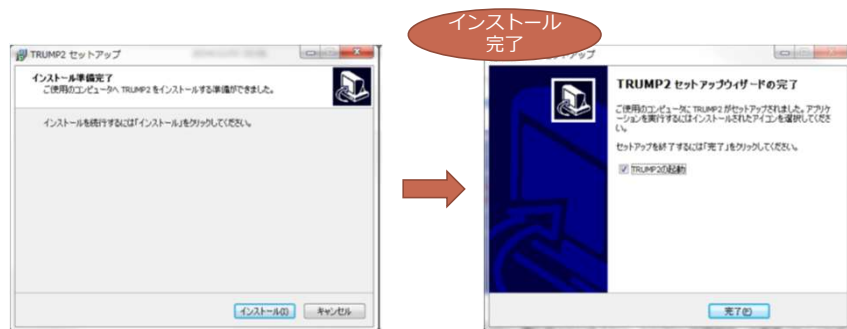 インストール
完了
TRUMP2 セットアップ
インストール準備完了
ご使用のコンピュータへ TRUMP2 をインストールする準備ができました。
インストールを続行するには「インストール」をクリックしてください。
インストール(I)
キャンセル
トアップ
TRUMP2 セットアップウィザードの完了
ご使用のコンピュータに TRUMP2 がセットアップされました。アプリケ
ーションを実行するにはインストールされたアイコンを選択してくださ
い。
セットアップを終了するには「完了」をクリックしてください。
TRUMP2の起動
完了(F)